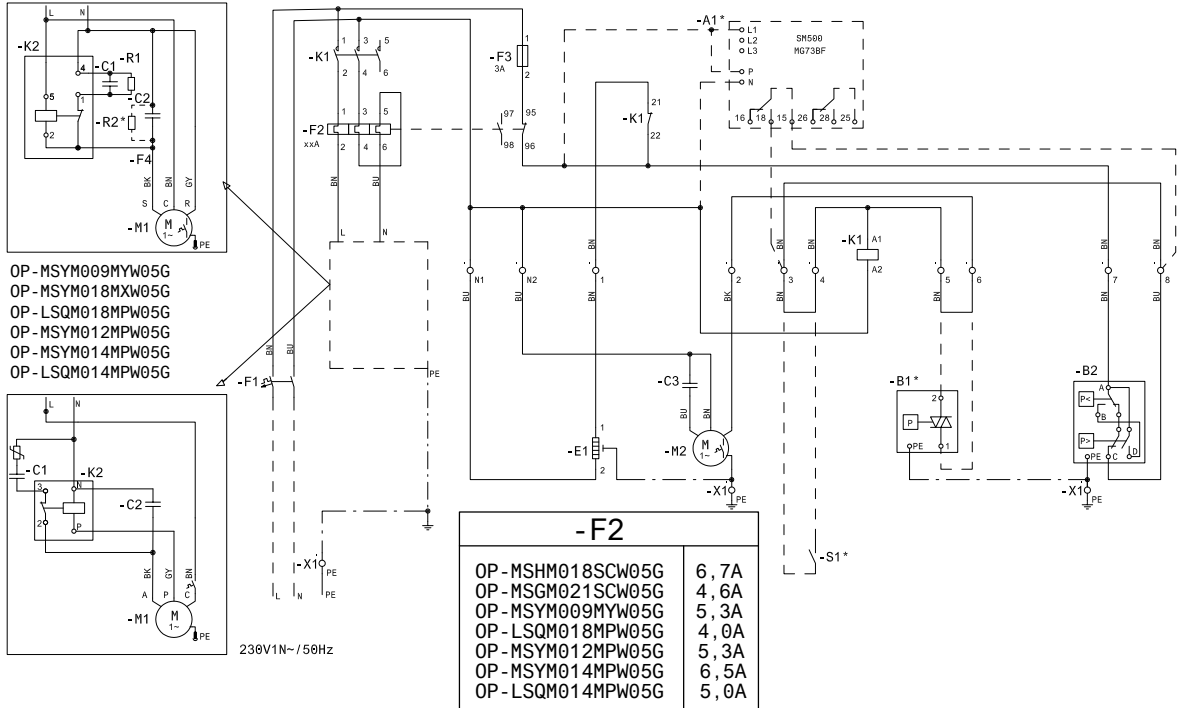 L N
-K2
-R1
-C1
4
5
1
-C2
2
-R2*
-F4
BK BN GY
S C R
-M1 M 1~ PE
OP-MSYM009MYW05G
OP-MSYM018MXW05G
OP-LSQM018MPW05G
OP-MSYM012MPW05G
OP-MSYM014MPW05G
OP-LSQM014MPW05G
L N
-C1
-K2
3 N
-C2
2 P
BK GY BN
A P C
-M1 M 1~ PE
BN BU
-F1
L N
230V1N~/50Hz
-X1 PE
PE
-K1
1 3 5
2 4 6
-F2
xxA
1 3 5
2 4 6
BN BU
L N
PE
-F3
3A
1
2
97 95
98 96
-K1
21
22
-A1*
L1
L2
L3
P
N
SM500
MG73BF
16 18 15 26 28 25
-K1
A1
A2
N1
BU
N2
BU
BN
1
BN
2
BK
BN
3
BN
BN
4
BN
BN
5
BN
6
BN
7
BN
BN
8
BU
-E1
1
2
-C3
BU BN
-M2 M 1~
-X1 PE
-S1*
-B1*
2
P
PE 1
-B2
A
P<
B
P>
D
PE C
-X1 PE
-F2
OP-MSHM018SCW05G 6,7A
OP-MSGM021SCW05G 4,6A
OP-MSYM009MYW05G 5,3A
OP-LSQM018MPW05G 4,0A
OP-MSYM012MPW05G 5,3A
OP-MSYM014MPW05G 6,5A
OP-LSQM014MPW05G 5,0A